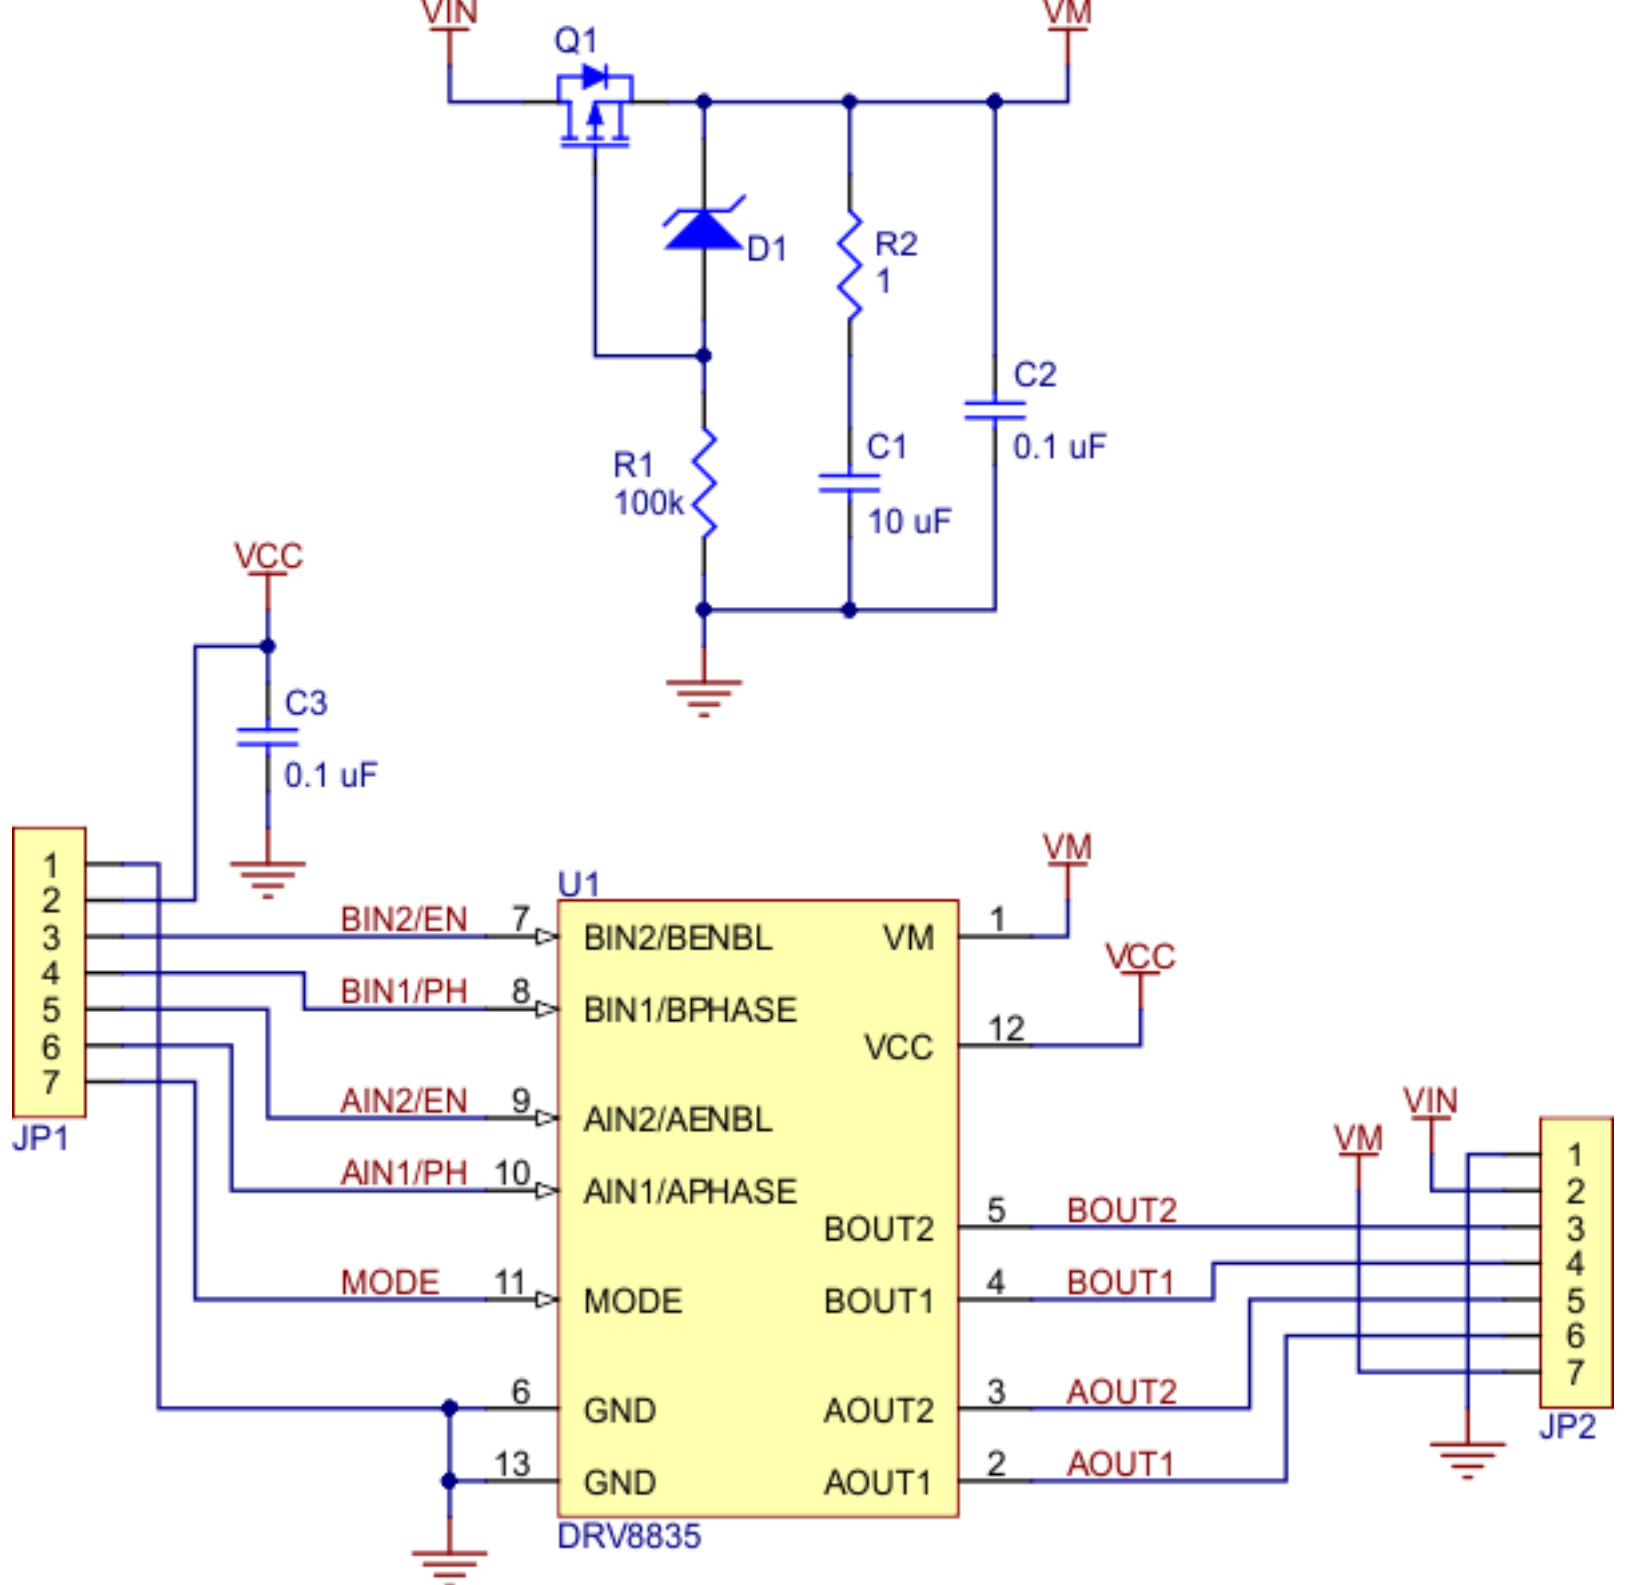 VIN
VM
Q1
D1
R2
1
C2
0.1 uF
C1
10 uF
R1
100k
VCC
C3
0.1 uF
1
2
3
4
5
6
7
JP1
BIN2/EN
BIN1/PH
AIN2/EN
AIN1/PH
MODE
7
8
9
10
11
6
13
U1
BIN2/BENBL
BIN1/BPHASE
AIN2/AENBL
AIN1/APHASE
MODE
GND
GND
VM
VCC
BOUT2
BOUT1
AOUT2
AOUT1
DRV8835
1
12
5
4
3
2
VM
VCC
BOUT2
BOUT1
AOUT2
AOUT1
VIN
VM
1
2
3
4
5
6
7
JP2